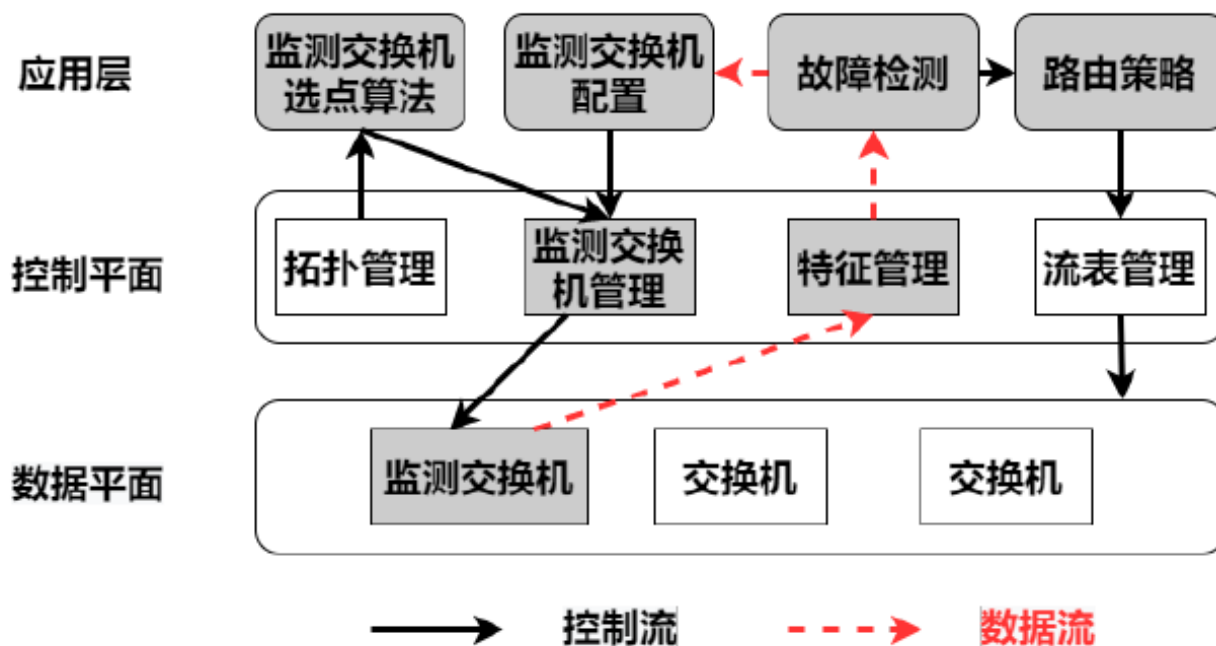 应用层
监测交换机
选点算法
监测交换机
配置
故障检测
路由策略
控制平面
拓扑管理
监测交换
机管理
特征管理
流表管理
数据平面
监测交换机
交换机
交换机
控制流
数据流